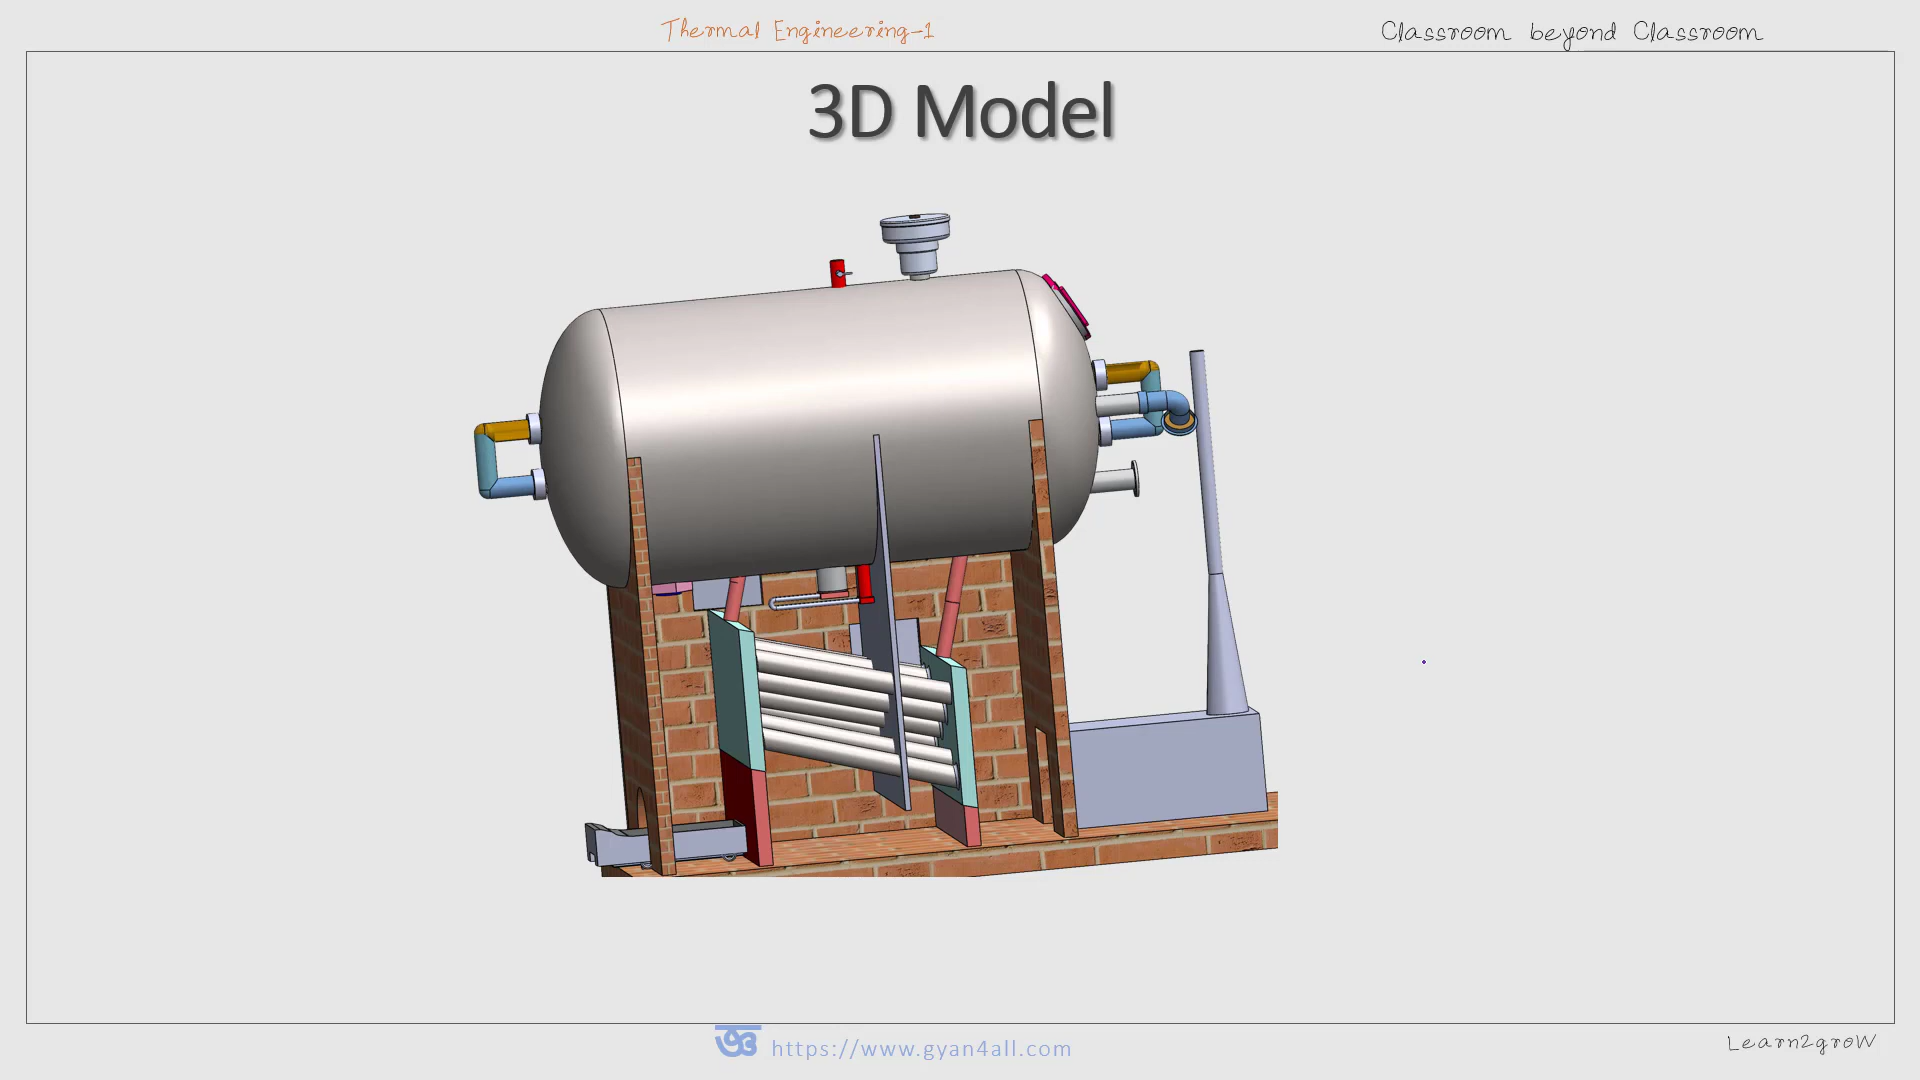 Thermal Engineering-1
Classroom beyond Classroom
3D Model
https://www.gyan4all.com
Learn2groW